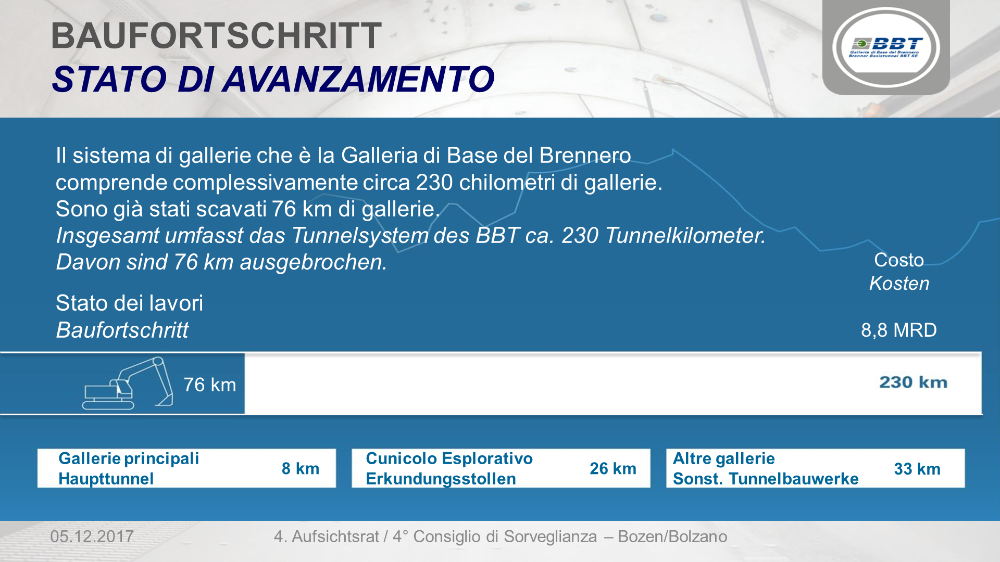 BAUFORTSCHRITT
STATO DI AVANZAMENTO
BBT
Galleria di Base del Brennero
Brenner Basistunnel BBT SE
Il sistema di gallerie che è la Galleria di Base del Brennero
comprende complessivamente circa 230 chilometri di gallerie.
Sono già stati scavati 76 km di gallerie.
Insgesamt umfasst das Tunnelsystem des BBT ca. 230 Tunnelkilometer.
Davon sind 76 km ausgebrochen.
Costo
Kosten
Stato dei lavori
Baufortschritt
8,8 MRD
76 km
230 km
Gallerie principali
Haupttunnel
8 km
Cunicolo Esplorativo
Erkundungsstollen
26 km
Altre gallerie
Sonst. Tunnelbauwerke
33 km
05.12.2017
4. Aufsichtsrat / 4° Consiglio di Sorveglianza – Bozen/Bolzano